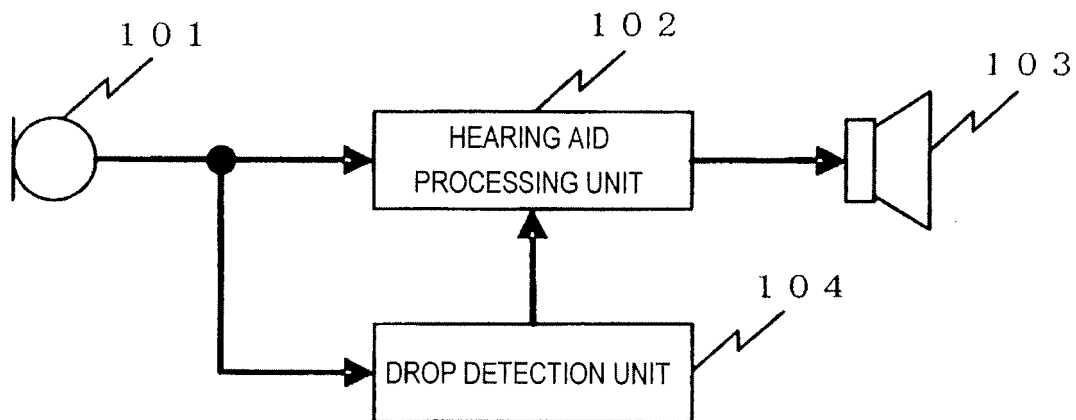 101
102
103
HEARING AID
PROCESSING UNIT
104
DROP DETECTION UNIT